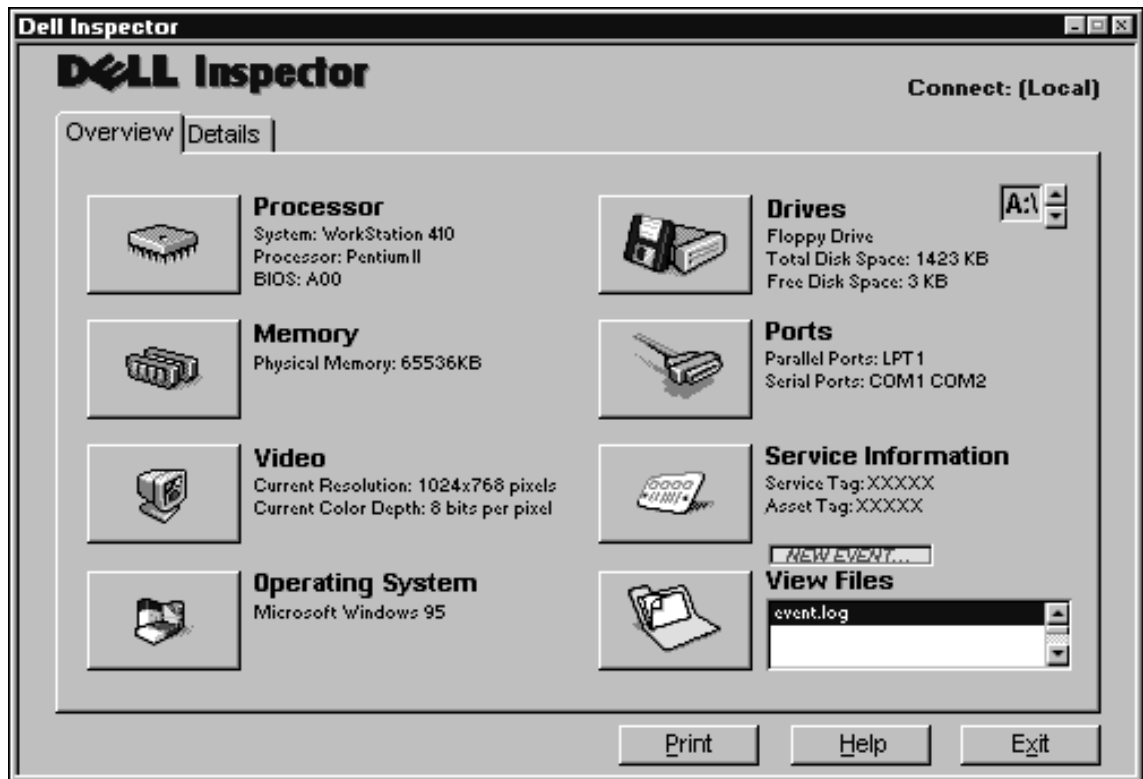 Dell Inspector
DELL Inspector
Connect: (Local)
Overview
Details
Processor
System: WorkStation 410
Processor: Pentium II
BIOS: A00
Drives
A:\
Floppy Drive
Total Disk Space: 1423 KB
Free Disk Space: 3 KB
Memory
Physical Memory: 65536KB
Ports
Parallel Ports: LPT1
Serial Ports: COM1 COM2
Video
Current Resolution: 1024x768 pixels
Current Color Depth: 8 bits per pixel
Service Information
Service Tag: XXXXX
Asset Tag: XXXXX
Operating System
Microsoft Windows 95
NEW EVENT...
View Files
event.log
Print
Help
Exit